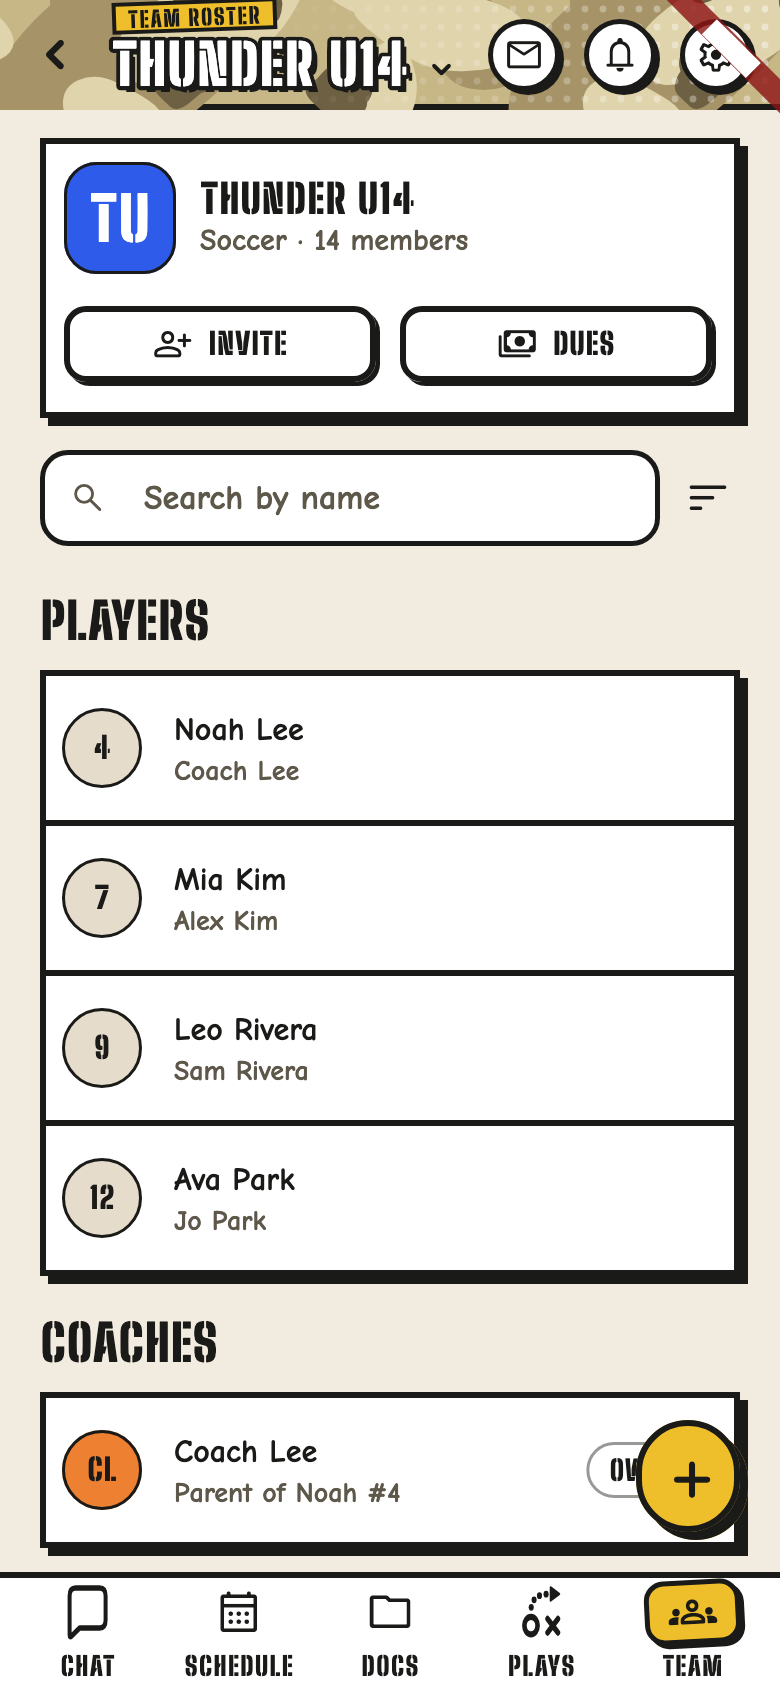 TEAM ROSTER
THUNDER U14
TU
THUNDER U14
Soccer · 14 members
INVITE
DUES
Search by name
PLAYERS
4
Noah Lee
Coach Lee
7
Mia Kim
Alex Kim
9
Leo Rivera
Sam Rivera
12
Ava Park
Jo Park
COACHES
CL
Coach Lee
Parent of Noah #4
CHAT
SCHEDULE
DOCS
PLAYS
TEAM